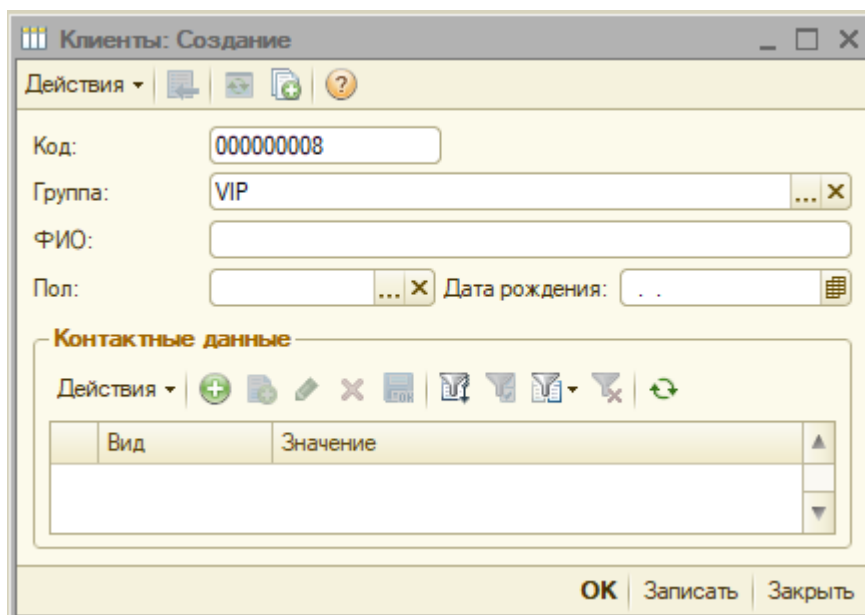 Клиенты: Создание
Действия
Код: 000000008
Группа: VIP ...
ФИО:
Пол: ... Дата рождения: . .
Контактные данные
Действия
Вид Значение
OK Записать Закрыть